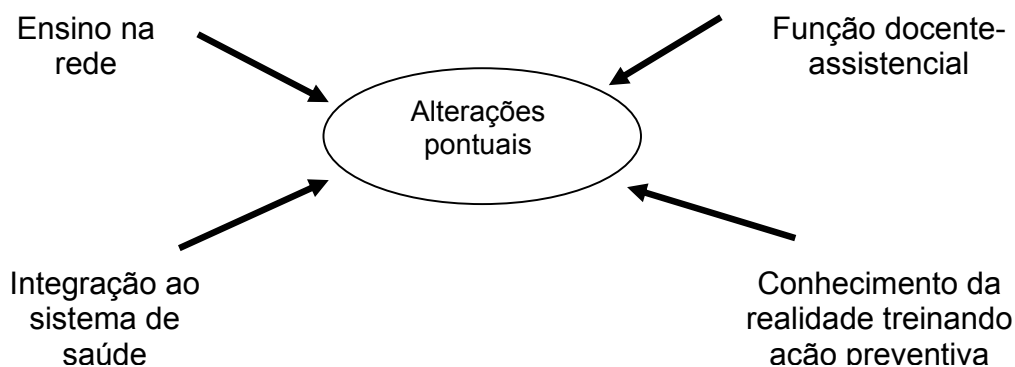 Ensino na
rede
Função docente-
assistencial
Alterações
pontuais
Integração ao
sistema de
saúde
Conhecimento da
realidade treinando
ação preventiva